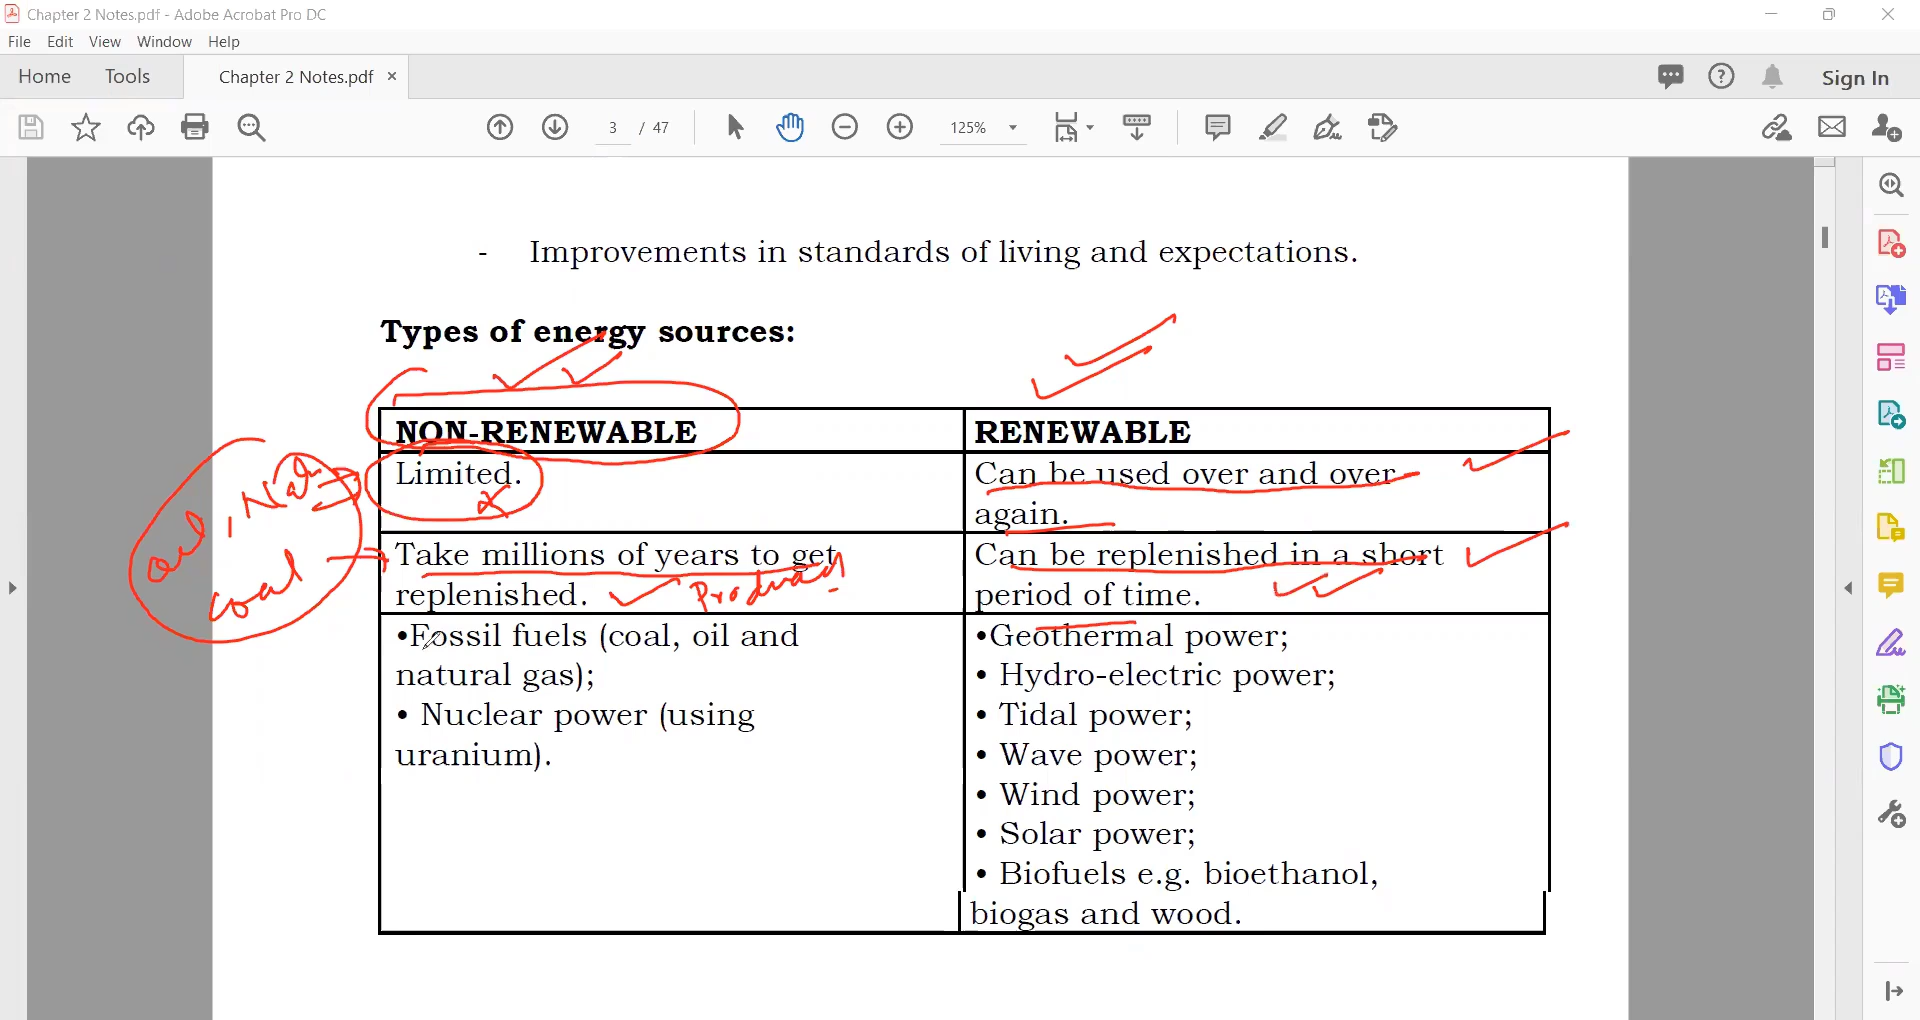 Chapter 2 Notes.pdf - Adobe Acrobat Pro DC
File Edit View Window Help
Home Tools Chapter 2 Notes.pdf × Sign In
3 / 47 125%
- Improvements in standards of living and expectations.
Types of energy sources:
NON-RENEWABLE
Limited.
Take millions of years to get
replenished.
•Fossil fuels (coal, oil and
natural gas);
• Nuclear power (using
uranium).
RENEWABLE
Can be used over and over
again.
Can be replenished in a short
period of time.
•Geothermal power;
• Hydro-electric power;
• Tidal power;
• Wave power;
• Wind power;
• Solar power;
• Biofuels e.g. bioethanol,
biogas and wood.
coal